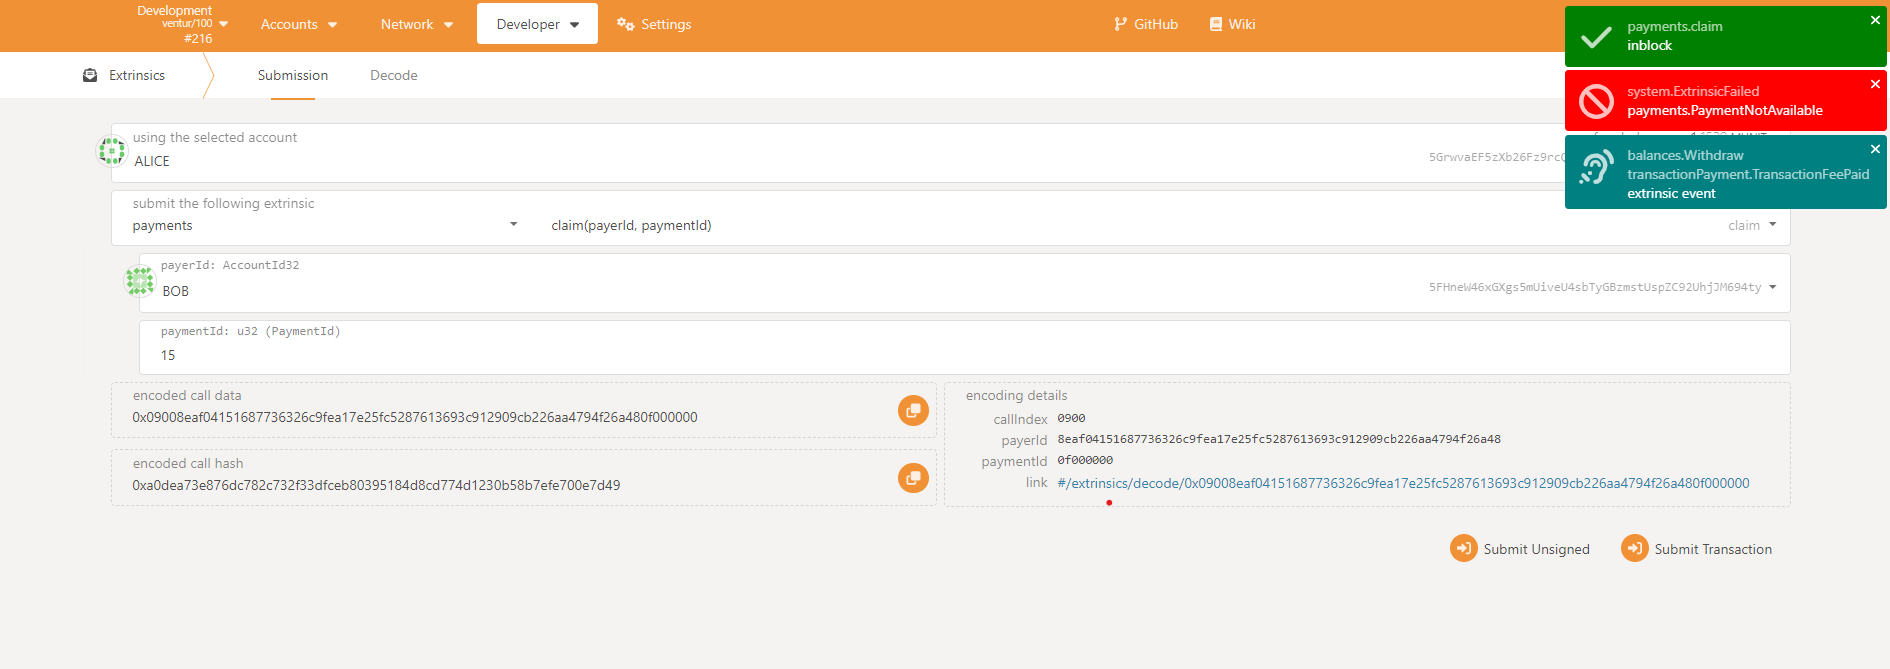 Development
ventur/100
#216
Accounts
Network
Developer
Settings
GitHub
Wiki
payments.claim
inblock
system.ExtrinsicFailed
payments.PaymentNotAvailable
balances.Withdraw
transactionPayment.TransactionFeePaid
extrinsic event
Extrinsics
Submission
Decode
using the selected account
ALICE
5GrwvaEF5zXb26Fz9rc
submit the following extrinsic
payments
claim(payerId, paymentId)
claim
payerId: AccountId32
BOB
5FHneW46xGXgs5mUiveU4sbTyGBzmstUspZC92UhjJM694ty
paymentId: u32 (PaymentId)
15
encoded call data
0x09008eaf04151687736326c9fea17e25fc5287613693c912909cb226aa4794f26a480f000000
encoded call hash
0xa0dea73e876dc782c732f33dfceb80395184d8cd774d1230b58b7efe700e7d49
encoding details
callIndex 0900
payerId 8eaf04151687736326c9fea17e25fc5287613693c912909cb226aa4794f26a48
paymentId 0f000000
link #/extrinsics/decode/0x09008eaf04151687736326c9fea17e25fc5287613693c912909cb226aa4794f26a480f000000
Submit Unsigned
Submit Transaction